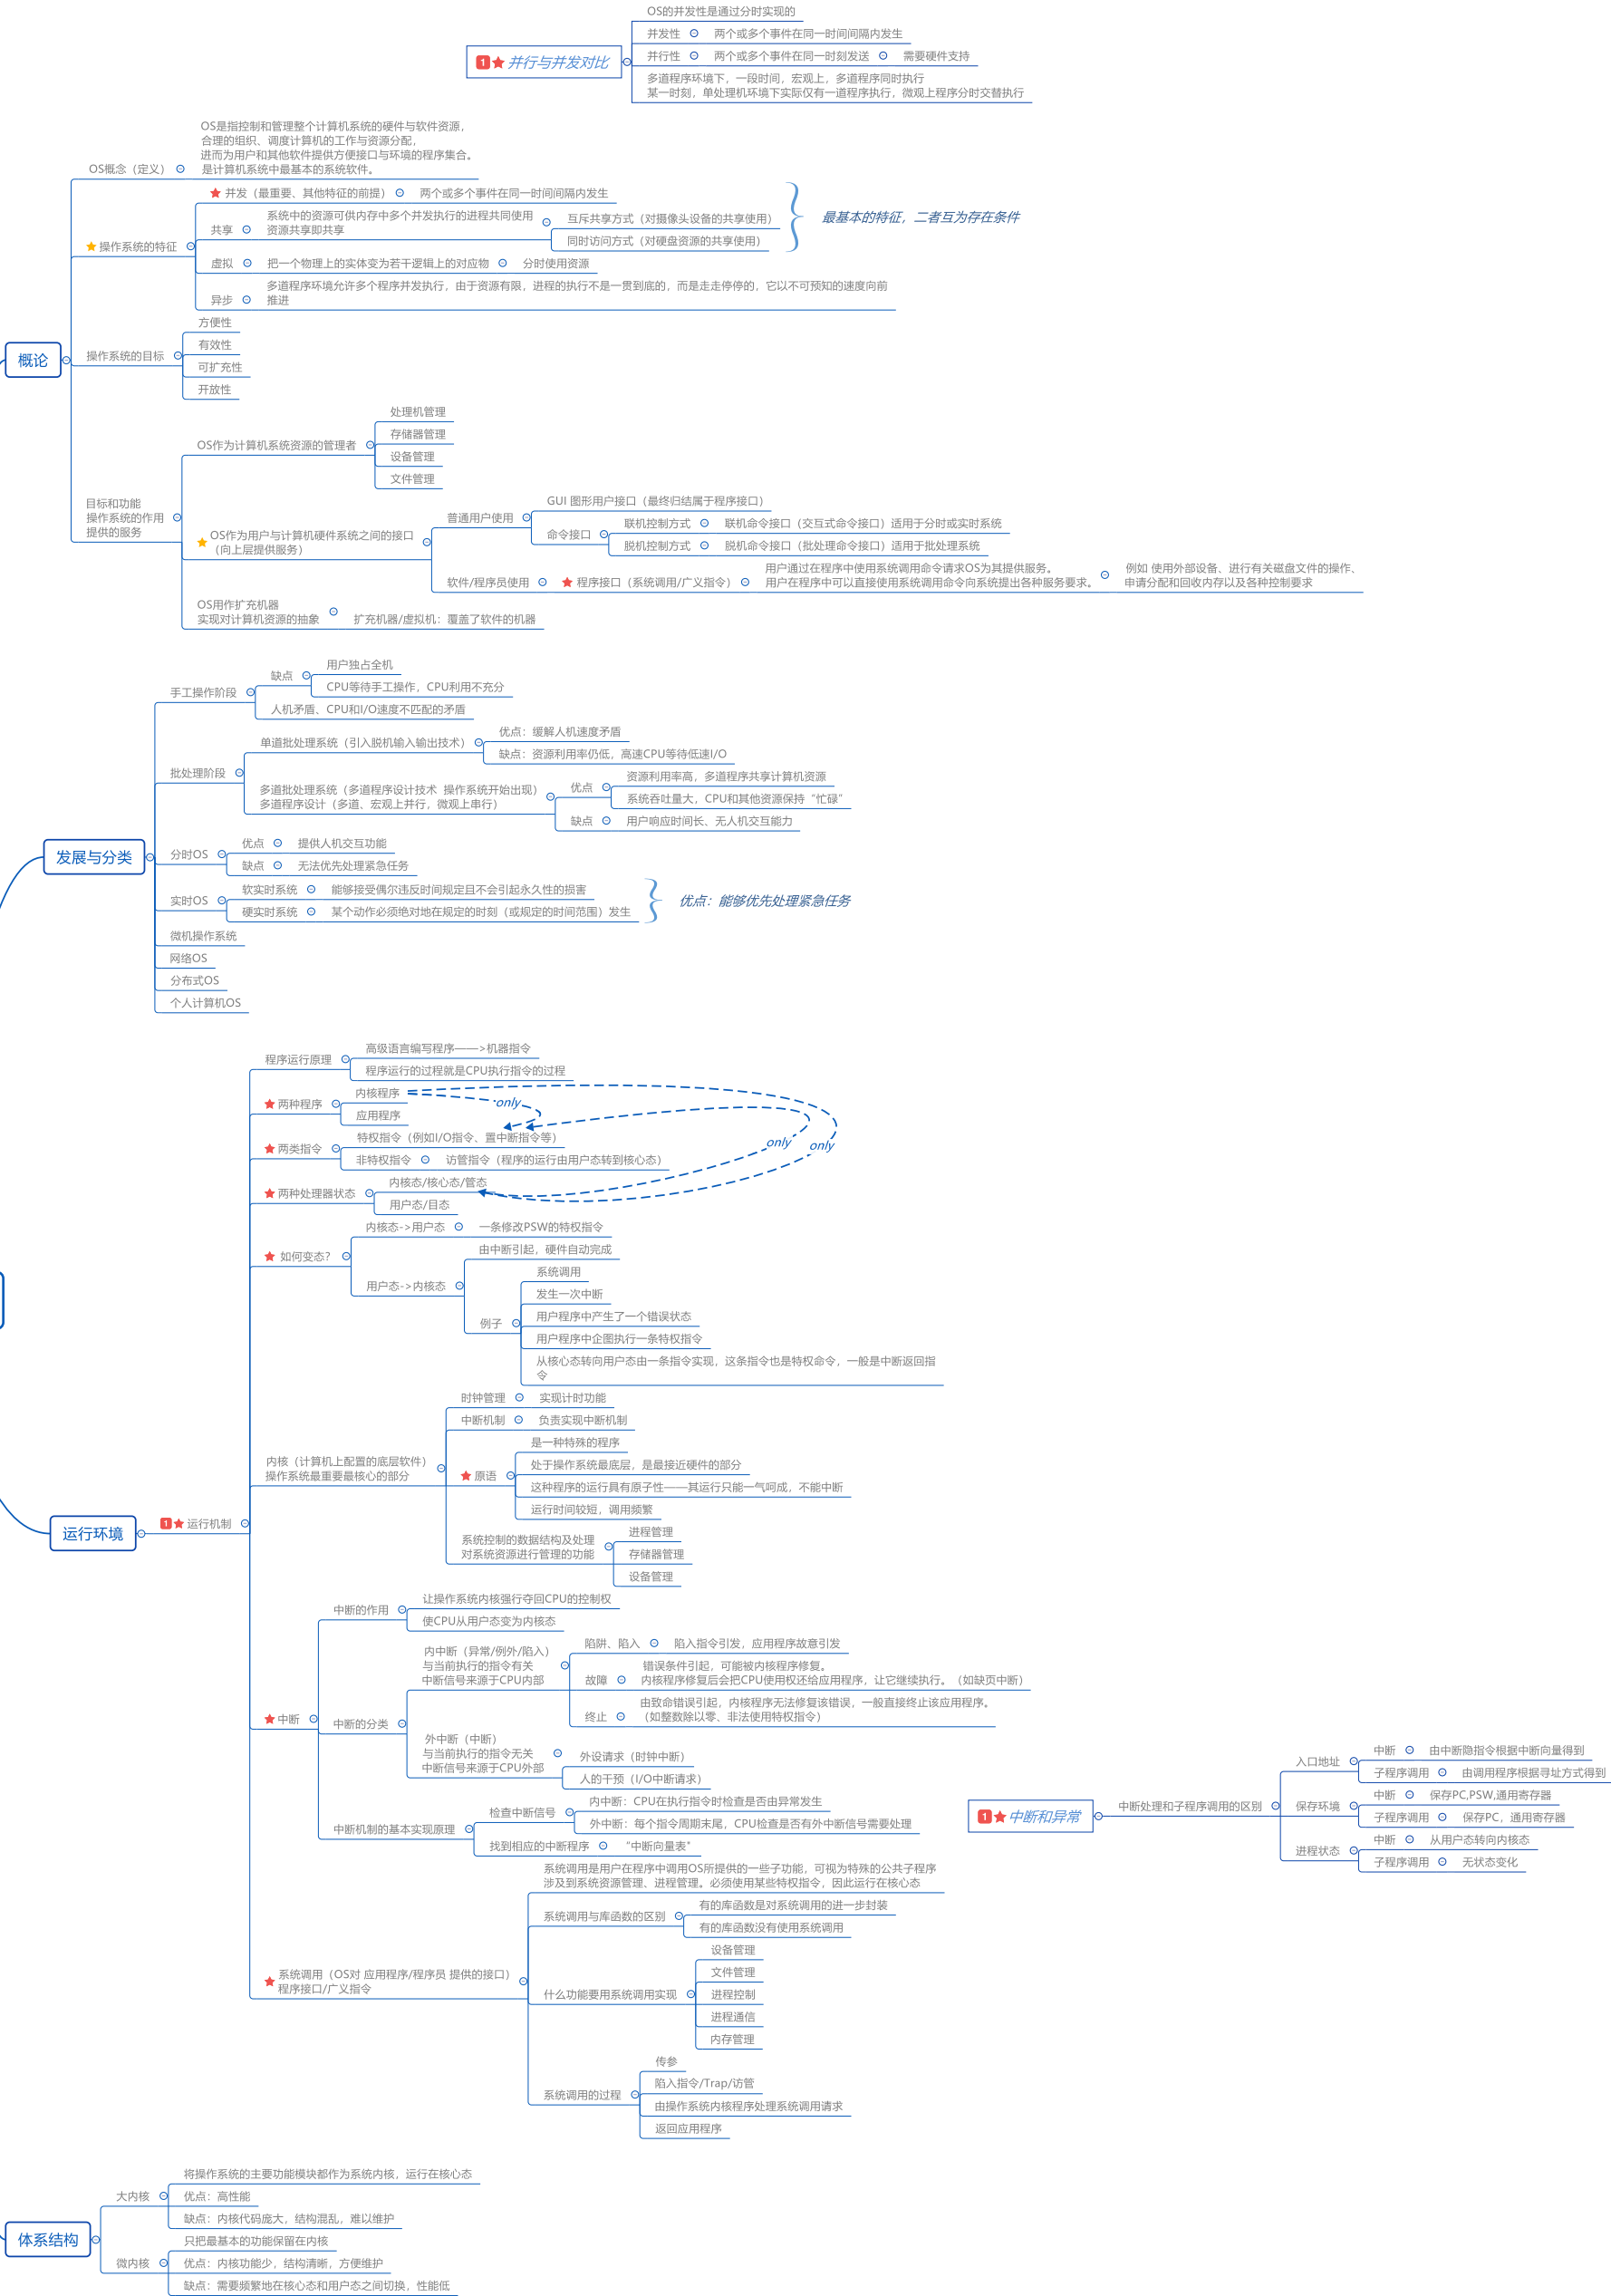 OS的并发性是通过分时实现的
并发性
两个或多个事件在同一时间间隔内发生
1 并行与并发对比
并行性
两个或多个事件在同一时刻发送
需要硬件支持
多道程序环境下，一段时间，宏观上，多道程序同时执行
某一时刻，单处理机环境下实际仅有一道程序执行，微观上程序分时交替执行
概论
OS概念（定义）
OS是指控制和管理整个计算机系统的硬件与软件资源，
合理的组织、调度计算机的工作与资源分配，
进而为用户和其他软件提供方便接口与环境的程序集合。
是计算机系统中最基本的系统软件。
操作系统的特征
并发（最重要、其他特征的前提）
两个或多个事件在同一时间间隔内发生
共享
系统中的资源可供内存中多个并发执行的进程共同使用
资源共享即共享
互斥共享方式（对摄像头设备的共享使用）
同时访问方式（对硬盘资源的共享使用）
最基本的特征，二者互为存在条件
虚拟
把一个物理上的实体变为若干逻辑上的对应物
分时使用资源
异步
多道程序环境允许多个程序并发执行，由于资源有限，进程的执行不是一贯到底的，而是走走停停的，它以不可预知的速度向前
推进
操作系统的目标
方便性
有效性
可扩充性
开放性
目标和功能
操作系统的作用
提供的服务
OS作为计算机系统资源的管理者
处理机管理
存储器管理
设备管理
文件管理
OS作为用户与计算机硬件系统之间的接口
（向上层提供服务）
普通用户使用
GUI 图形用户接口（最终归结属于程序接口）
命令接口
联机控制方式
联机命令接口（交互式命令接口）适用于分时或实时系统
脱机控制方式
脱机命令接口（批处理命令接口）适用于批处理系统
软件/程序员使用
程序接口（系统调用/广义指令）
用户通过在程序中使用系统调用命令请求OS为其提供服务。
用户在程序中可以直接使用系统调用命令向系统提出各种服务要求。
例如 使用外部设备、进行有关磁盘文件的操作、
申请分配和回收内存以及各种控制要求
OS用作扩充机器
实现对计算机资源的抽象
扩充机器/虚拟机：覆盖了软件的机器
发展与分类
手工操作阶段
缺点
用户独占全机
CPU等待手工操作，CPU利用不充分
人机矛盾、CPU和I/O速度不匹配的矛盾
批处理阶段
单道批处理系统（引入脱机输入输出技术）
优点：缓解人机速度矛盾
缺点：资源利用率仍低，高速CPU等待低速I/O
多道批处理系统（多道程序设计技术 操作系统开始出现）
多道程序设计（多道、宏观上并行，微观上串行）
优点
资源利用率高，多道程序共享计算机资源
系统吞吐量大，CPU和其他资源保持“忙碌”
缺点
用户响应时间长、无人机交互能力
分时OS
优点
提供人机交互功能
缺点
无法优先处理紧急任务
实时OS
软实时系统
能够接受偶尔违反时间规定且不会引起永久性的损害
硬实时系统
某个动作必须绝对地在规定的时刻（或规定的时间范围）发生
优点：能够优先处理紧急任务
微机操作系统
网络OS
分布式OS
个人计算机OS
运行环境
1 运行机制
程序运行原理
高级语言编写程序——>机器指令
程序运行的过程就是CPU执行指令的过程
两种程序
内核程序
应用程序
only
only
only
两类指令
特权指令（例如I/O指令、置中断指令等）
非特权指令
访管指令（程序的运行由用户态转到核心态）
两种处理器状态
内核态/核心态/管态
用户态/目态
如何变态？
内核态->用户态
一条修改PSW的特权指令
用户态->内核态
由中断引起，硬件自动完成
例子
系统调用
发生一次中断
用户程序中产生了一个错误状态
用户程序中企图执行一条特权指令
从核心态转向用户态由一条指令实现，这条指令也是特权命令，一般是中断返回指
令
内核（计算机上配置的底层软件）
操作系统最重要最核心的部分
时钟管理
实现计时功能
中断机制
负责实现中断机制
原语
是一种特殊的程序
处于操作系统最底层，是最接近硬件的部分
这种程序的运行具有原子性——其运行只能一气呵成，不能中断
运行时间较短，调用频繁
系统控制的数据结构及处理
对系统资源进行管理的功能
进程管理
存储器管理
设备管理
中断
中断的作用
让操作系统内核强行夺回CPU的控制权
使CPU从用户态变为内核态
中断的分类
内中断（异常/例外/陷入）
与当前执行的指令有关
中断信号来源于CPU内部
陷阱、陷入
陷入指令引发，应用程序故意引发
故障
错误条件引起，可能被内核程序修复。
内核程序修复后会把CPU使用权还给应用程序，让它继续执行。（如缺页中断）
终止
由致命错误引起，内核程序无法修复该错误，一般直接终止该应用程序。
（如整数除以零、非法使用特权指令）
外中断（中断）
与当前执行的指令无关
中断信号来源于CPU外部
外设请求（时钟中断）
人的干预（I/O中断请求）
中断机制的基本实现原理
检查中断信号
内中断：CPU在执行指令时检查是否由异常发生
外中断：每个指令周期末尾，CPU检查是否有外中断信号需要处理
找到相应的中断程序
“中断向量表"
1 中断和异常
中断处理和子程序调用的区别
入口地址
中断
由中断隐指令根据中断向量得到
子程序调用
由调用程序根据寻址方式得到
保存环境
中断
保存PC,PSW,通用寄存器
子程序调用
保存PC，通用寄存器
进程状态
中断
从用户态转向内核态
子程序调用
无状态变化
系统调用（OS对 应用程序/程序员 提供的接口）
程序接口/广义指令
系统调用是用户在程序中调用OS所提供的一些子功能，可视为特殊的公共子程序
涉及到系统资源管理、进程管理。必须使用某些特权指令，因此运行在核心态
系统调用与库函数的区别
有的库函数是对系统调用的进一步封装
有的库函数没有使用系统调用
什么功能要用系统调用实现
设备管理
文件管理
进程控制
进程通信
内存管理
系统调用的过程
传参
陷入指令/Trap/访管
由操作系统内核程序处理系统调用请求
返回应用程序
体系结构
大内核
将操作系统的主要功能模块都作为系统内核，运行在核心态
优点：高性能
缺点：内核代码庞大，结构混乱，难以维护
微内核
只把最基本的功能保留在内核
优点：内核功能少，结构清晰，方便维护
缺点：需要频繁地在核心态和用户态之间切换，性能低